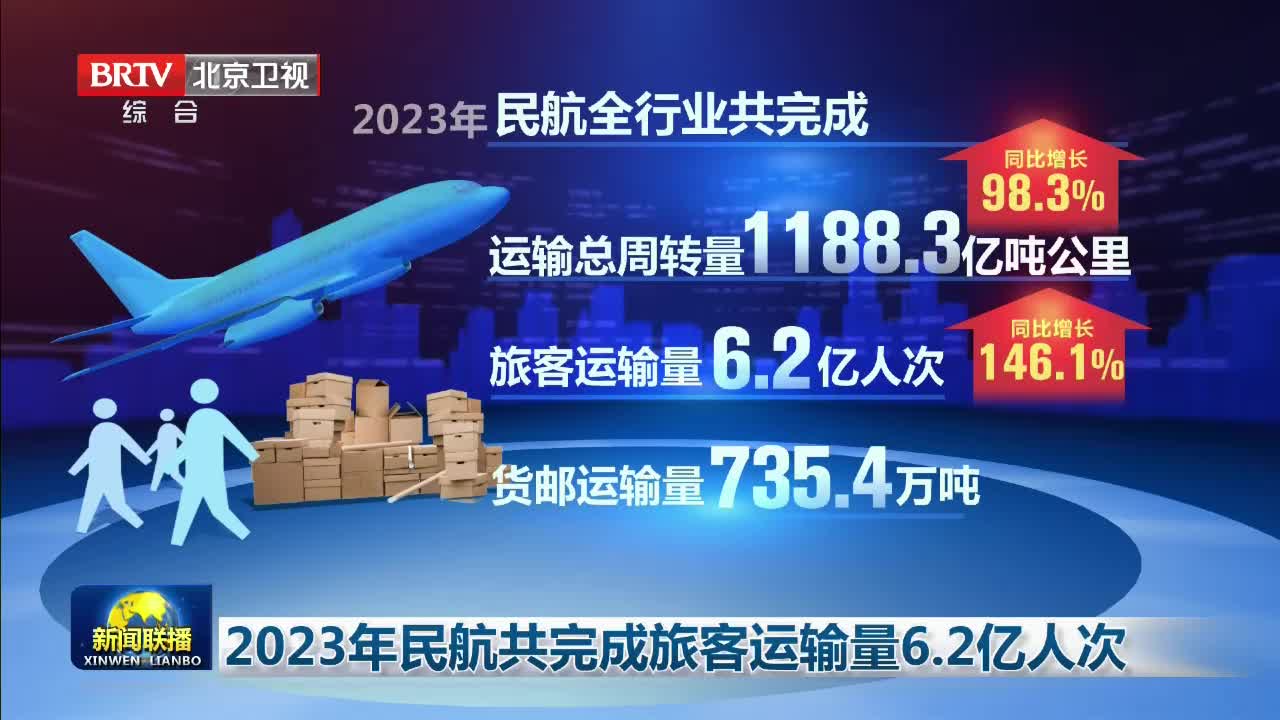 BRTV 北京卫视
综合
2023年 民航全行业共完成
同比增长
98.3%
运输总周转量1188.3亿吨公里
同比增长
146.1%
旅客运输量6.2亿人次
货邮运输量735.4万吨
新闻联播
XINWEN LIANBO
2023年民航共完成旅客运输量6.2亿人次